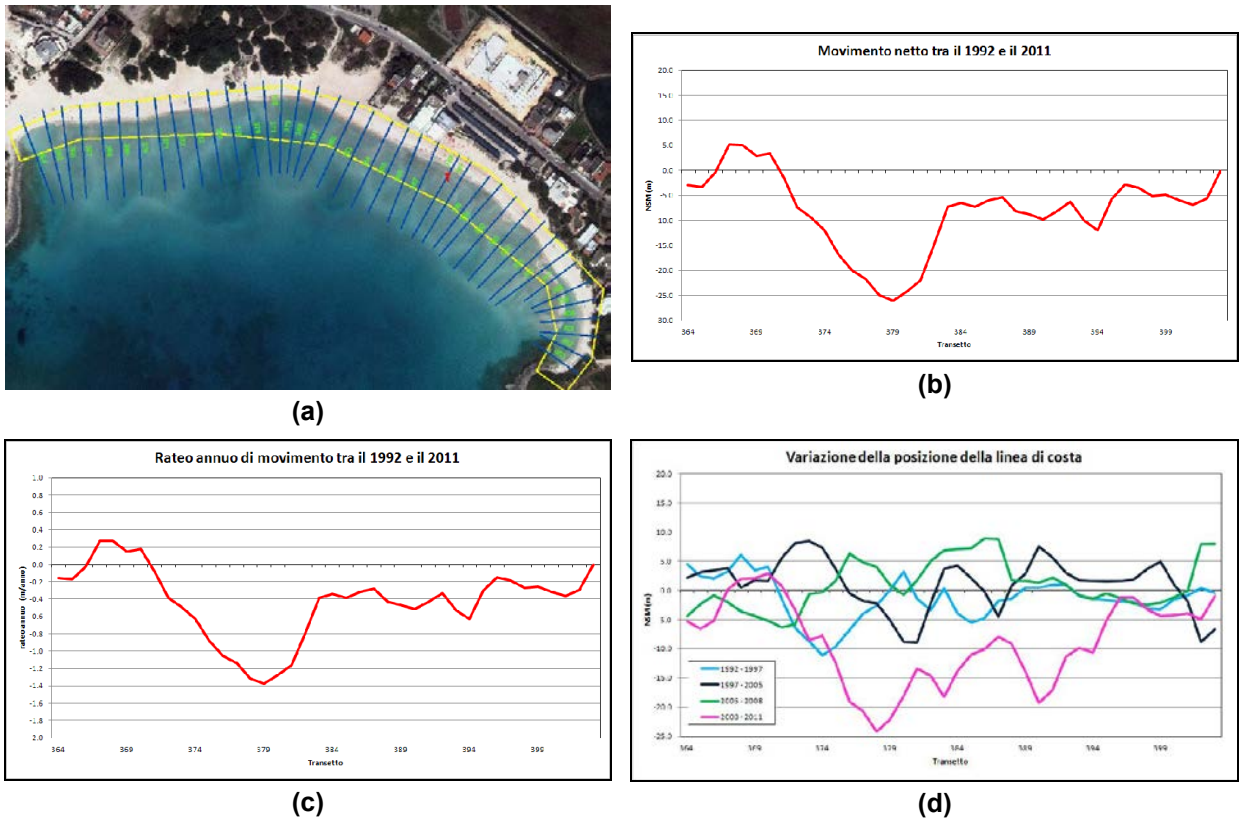 (a)
Movimento netto tra il 1992 e il 2011
20.0
15.0
10.0
5.0
0.0
-5.0
-10.0
-15.0
-20.0
-25.0
30.0
NSM (m)
364 369 374 379 384 389 394 399
Transetto
(b)
Rateo annuo di movimento tra il 1992 e il 2011
1.0
0.8
0.6
0.4
0.2
0.0
-0.2
-0.4
-0.6
-0.8
-1.0
-1.2
-1.4
-1.6
-1.8
2.0
rateo annuo (m/anno)
364 369 374 379 384 389 394 399
Transetto
(c)
Variazione della posizione della linea di costa
20.0
15.0
10.0
5.0
0.0
5.0
-10.0
-15.0
-20.0
-25.0
NSM (m)
1992 - 1997
1997 - 2005
2005 - 2008
364 369 374 379 384 389 394 399
Transetto
(d)